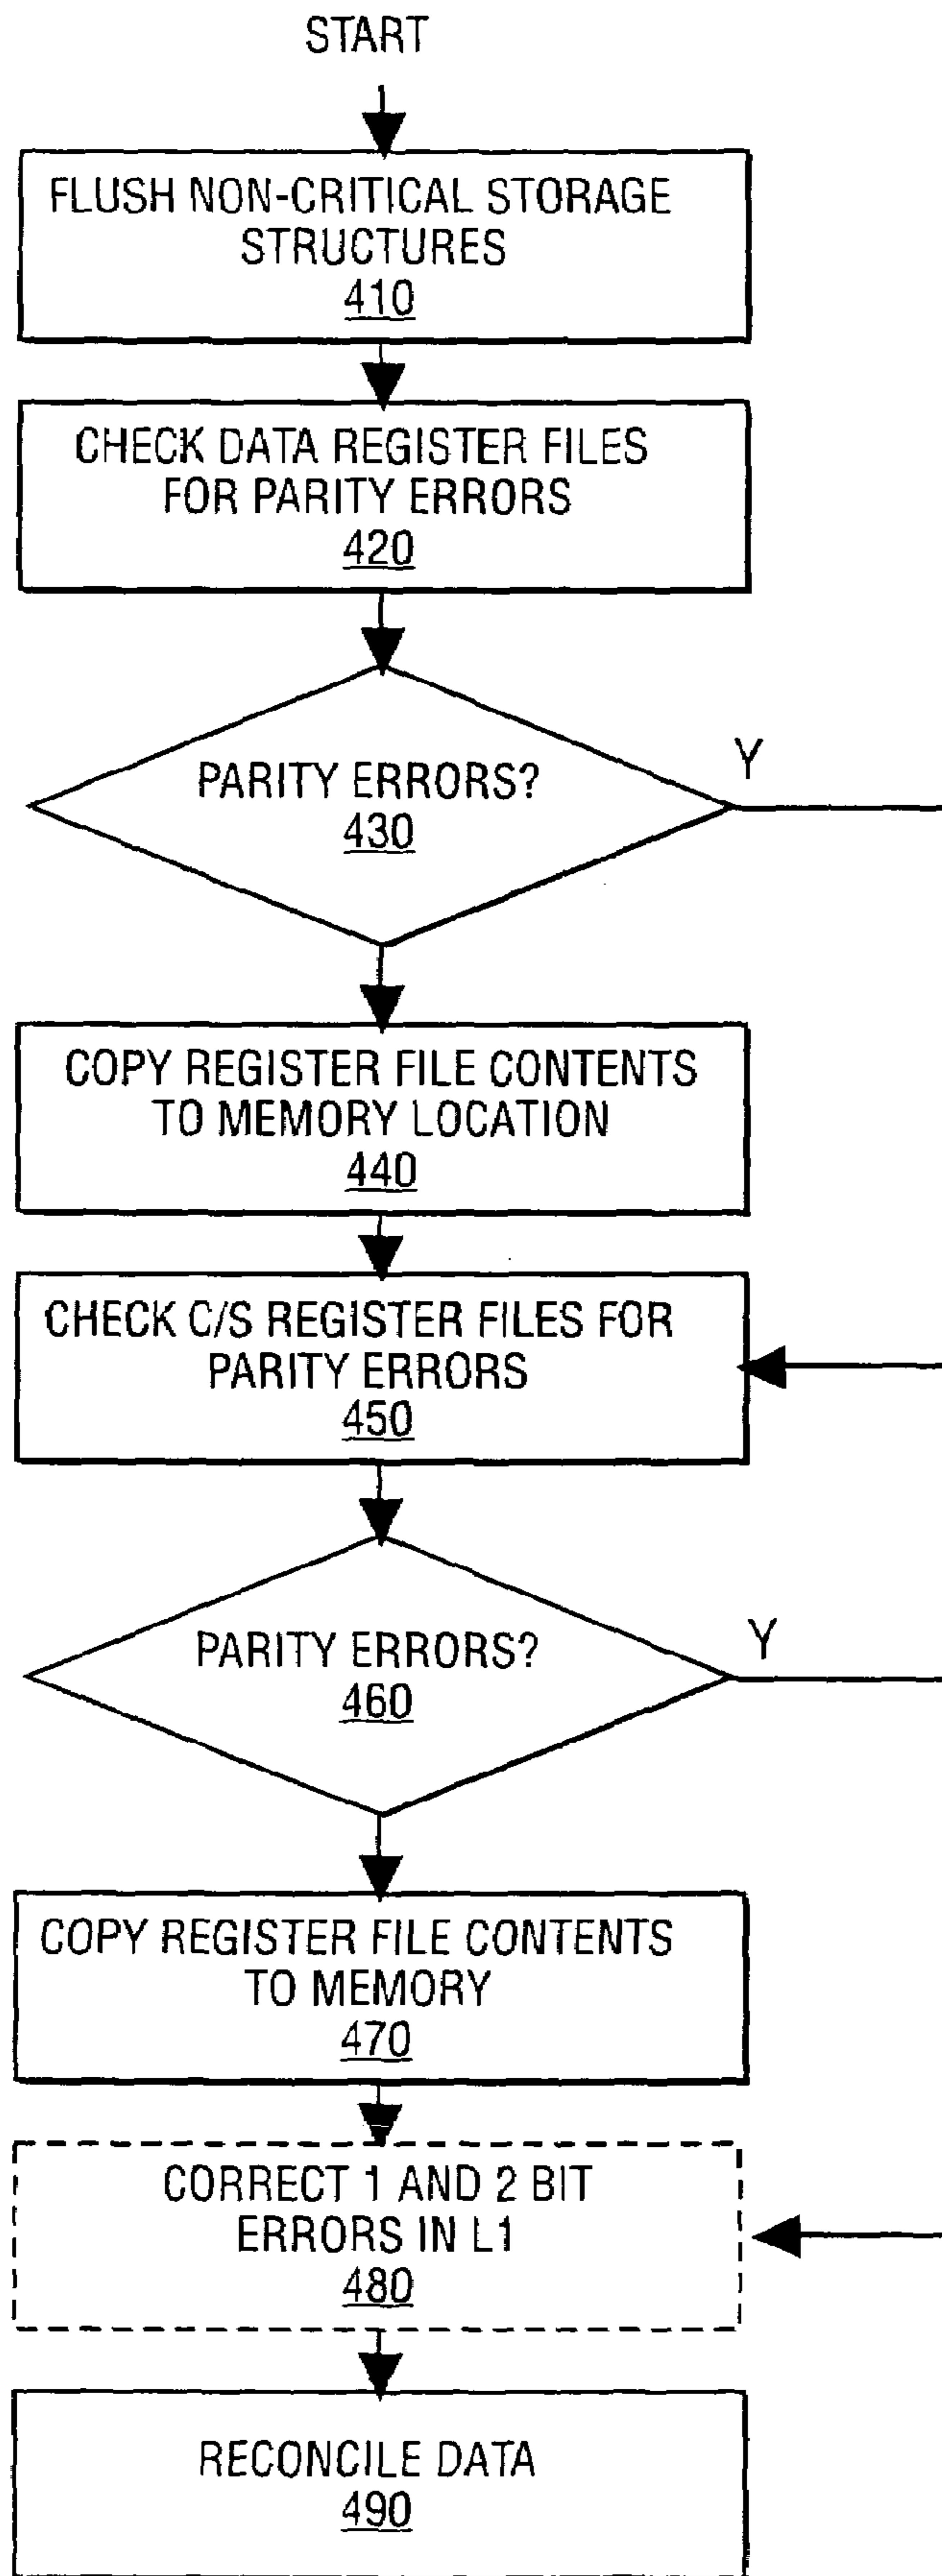 START
FLUSH NON-CRITICAL STORAGE
STRUCTURES
410
CHECK DATA REGISTER FILES
FOR PARITY ERRORS
420
PARITY ERRORS?
430
Y
COPY REGISTER FILE CONTENTS
TO MEMORY LOCATION
440
CHECK C/S REGISTER FILES FOR
PARITY ERRORS
450
PARITY ERRORS?
460
Y
COPY REGISTER FILE CONTENTS
TO MEMORY
470
CORRECT 1 AND 2 BIT
ERRORS IN L1
480
RECONCILE DATA
490